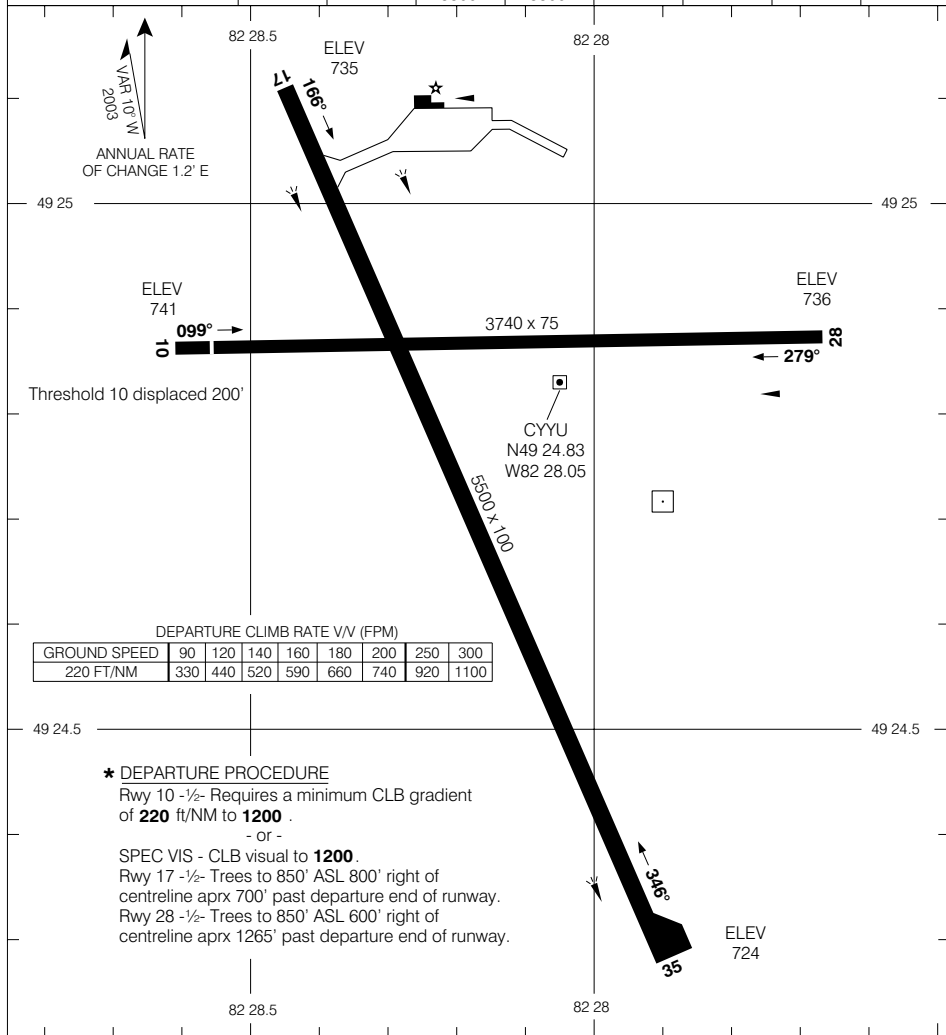 82 28.5
82 28
ELEV
735
17
166°
VAR 10° W
2003
ANNUAL RATE
OF CHANGE 1.2' E
49 25
49 25
ELEV
741
ELEV
736
099°
10
3740 x 75
28
279°
Threshold 10 displaced 200'
CYYU
N49 24.83
W82 28.05
5500 x 100
DEPARTURE CLIMB RATE V/V (FPM)
GROUND SPEED 90 120 140 160 180 200 250 300
220 FT/NM 330 440 520 590 660 740 920 1100
49 24.5
49 24.5
* DEPARTURE PROCEDURE
Rwy 10 -½- Requires a minimum CLB gradient
of 220 ft/NM to 1200 .
- or -
SPEC VIS - CLB visual to 1200.
Rwy 17 -½- Trees to 850' ASL 800' right of
centreline aprx 700' past departure end of runway.
Rwy 28 -½- Trees to 850' ASL 600' right of
centreline aprx 1265' past departure end of runway.
346°
ELEV
724
35
82 28.5
82 28